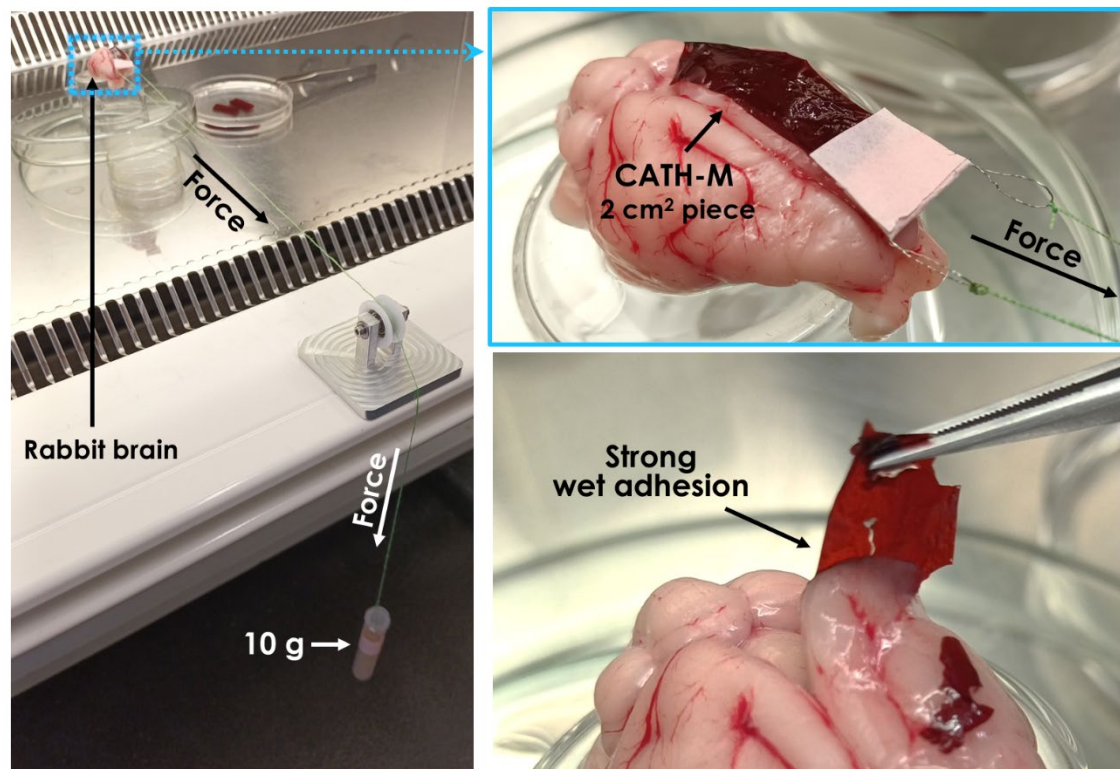 Force
Rabbit brain
Force
10 g
CATH-M
2 cm² piece
Force
Strong
wet adhesion